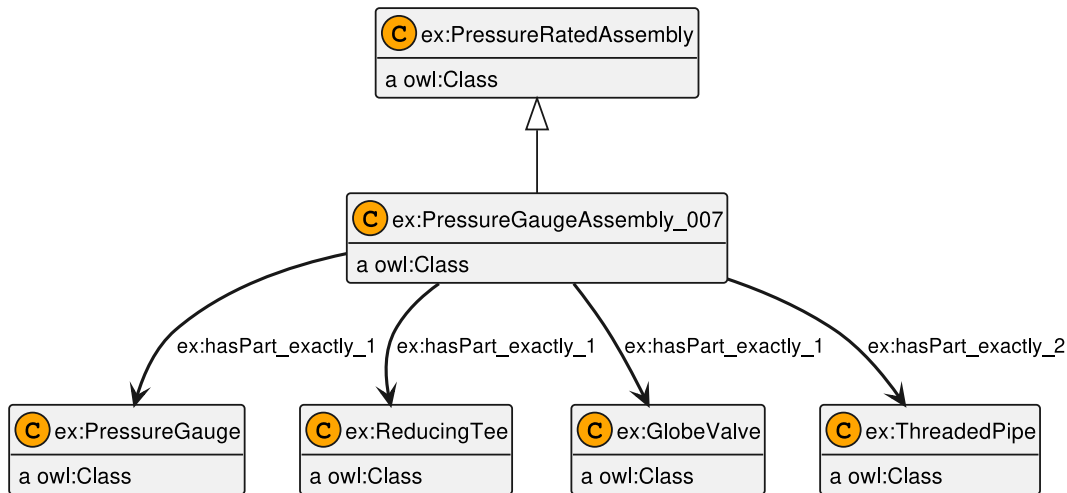 C ex:PressureRatedAssembly
a owl:Class
C ex:PressureGaugeAssembly_007
a owl:Class
ex:hasPart_exactly_1 ex:hasPart_exactly_1 ex:hasPart_exactly_1 ex:hasPart_exactly_2
C ex:PressureGauge C ex:ReducingTee C ex:GlobeValve C ex:ThreadedPipe
a owl:Class a owl:Class a owl:Class a owl:Class